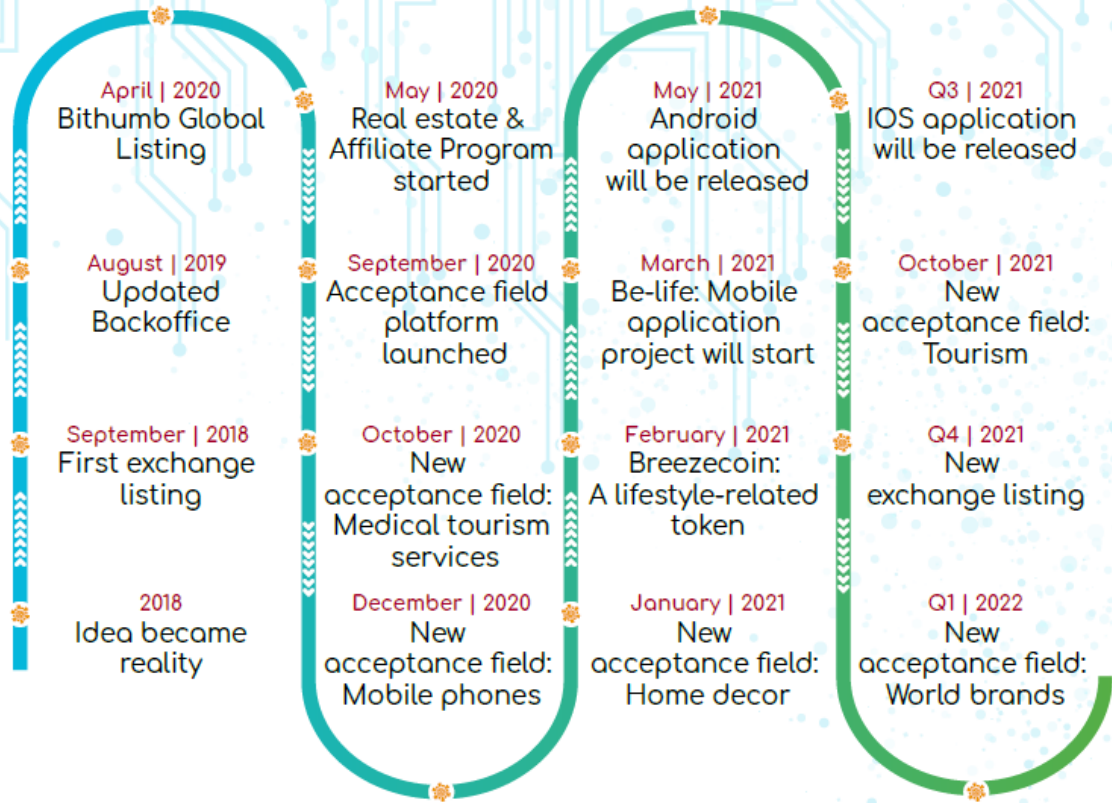 April | 2020
Bithumb Global
Listing
August | 2019
Updated
Backoffice
September | 2018
First exchange
listing
2018
Idea became
reality
May | 2020
Real estate &
Affiliate Program
started
September | 2020
Acceptance field
platform
launched
October | 2020
New
acceptance field:
Medical tourism
services
December | 2020
New
acceptance field:
Mobile phones
May | 2021
Android
application
will be released
March | 2021
Be-life: Mobile
application
project will start
February | 2021
Breezecoin:
A lifestyle-related
token
January | 2021
New
acceptance field:
Home decor
Q3 | 2021
IOS application
will be released
October | 2021
New
acceptance field:
Tourism
Q4 | 2021
New
exchange listing
Q1 | 2022
New
acceptance field:
World brands